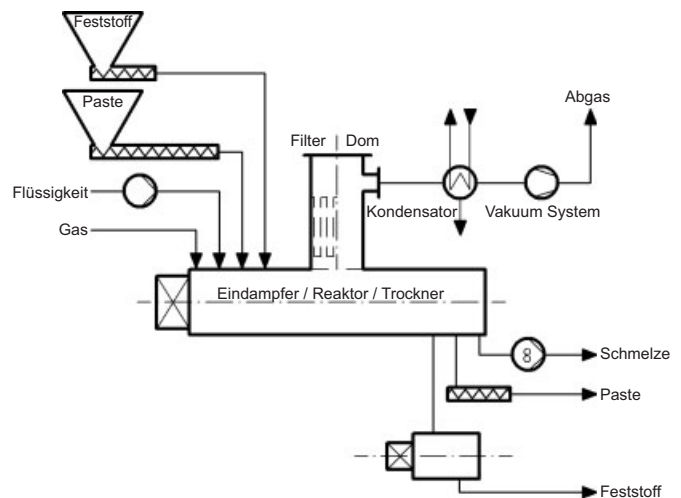 Feststoff
Paste
Abgas
Filter Dom
Flüssigkeit
Kondensator
Vakuum System
Gas
Eindampfer / Reaktor / Trockner
Schmelze
Paste
Feststoff